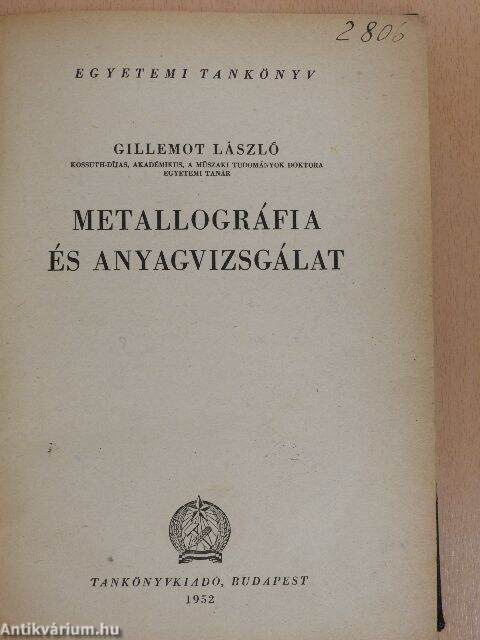 2806
EGYETEMI TANKÖNYV
GILLEMOT LÁSZLÓ
KOSSUTH-DÍJAS, AKADÉMIKUS, A MŰSZAKI TUDOMÁNYOK DOKTORA
EGYETEMI TANÁR
METALLOGRÁFIA
ÉS ANYAGVIZSGÁLAT
TANKÖNYVKIADÓ, BUDAPEST
1952
Antikvárium.hu